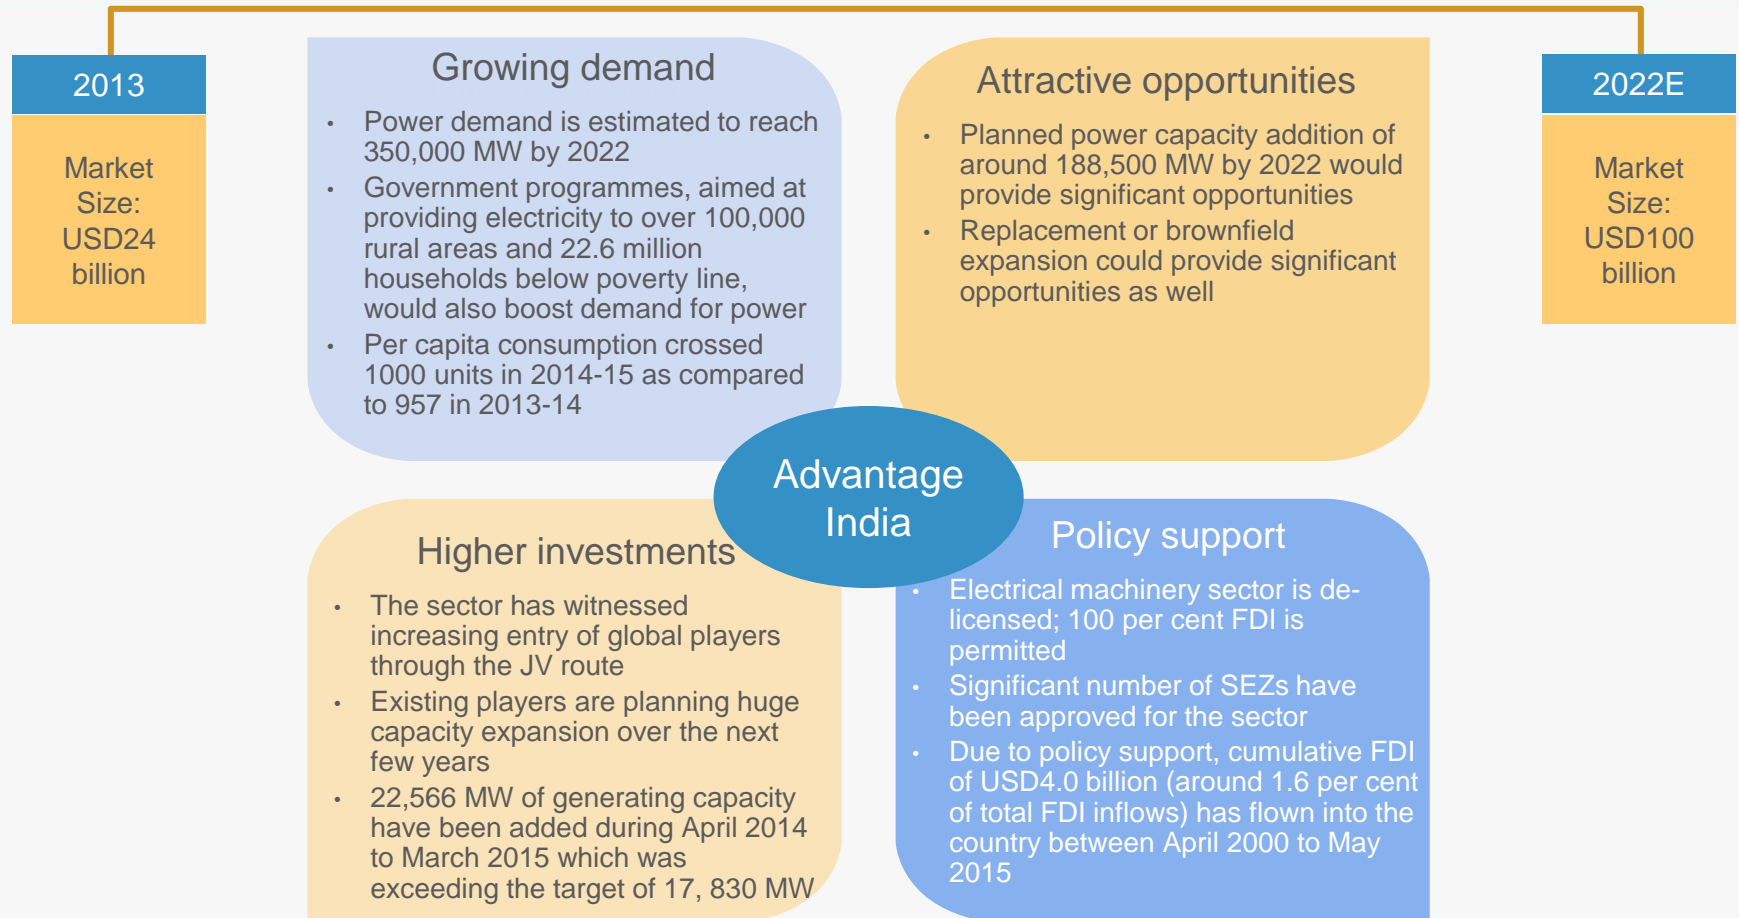 2013
Market
Size:
USD24
billion
Growing demand
• Power demand is estimated to reach
350,000 MW by 2022
• Government programmes, aimed at
providing electricity to over 100,000
rural areas and 22.6 million
households below poverty line,
would also boost demand for power
• Per capita consumption crossed
1000 units in 2014-15 as compared
to 957 in 2013-14
Attractive opportunities
• Planned power capacity addition of
around 188,500 MW by 2022 would
provide significant opportunities
• Replacement or brownfield
expansion could provide significant
opportunities as well
2022E
Market
Size:
USD100
billion
Advantage
India
Higher investments
• The sector has witnessed
increasing entry of global players
through the JV route
• Existing players are planning huge
capacity expansion over the next
few years
• 22,566 MW of generating capacity
have been added during April 2014
to March 2015 which was
exceeding the target of 17, 830 MW
Policy support
• Electrical machinery sector is de-
licensed; 100 per cent FDI is
permitted
• Significant number of SEZs have
been approved for the sector
• Due to policy support, cumulative FDI
of USD4.0 billion (around 1.6 per cent
of total FDI inflows) has flown into the
country between April 2000 to May
2015